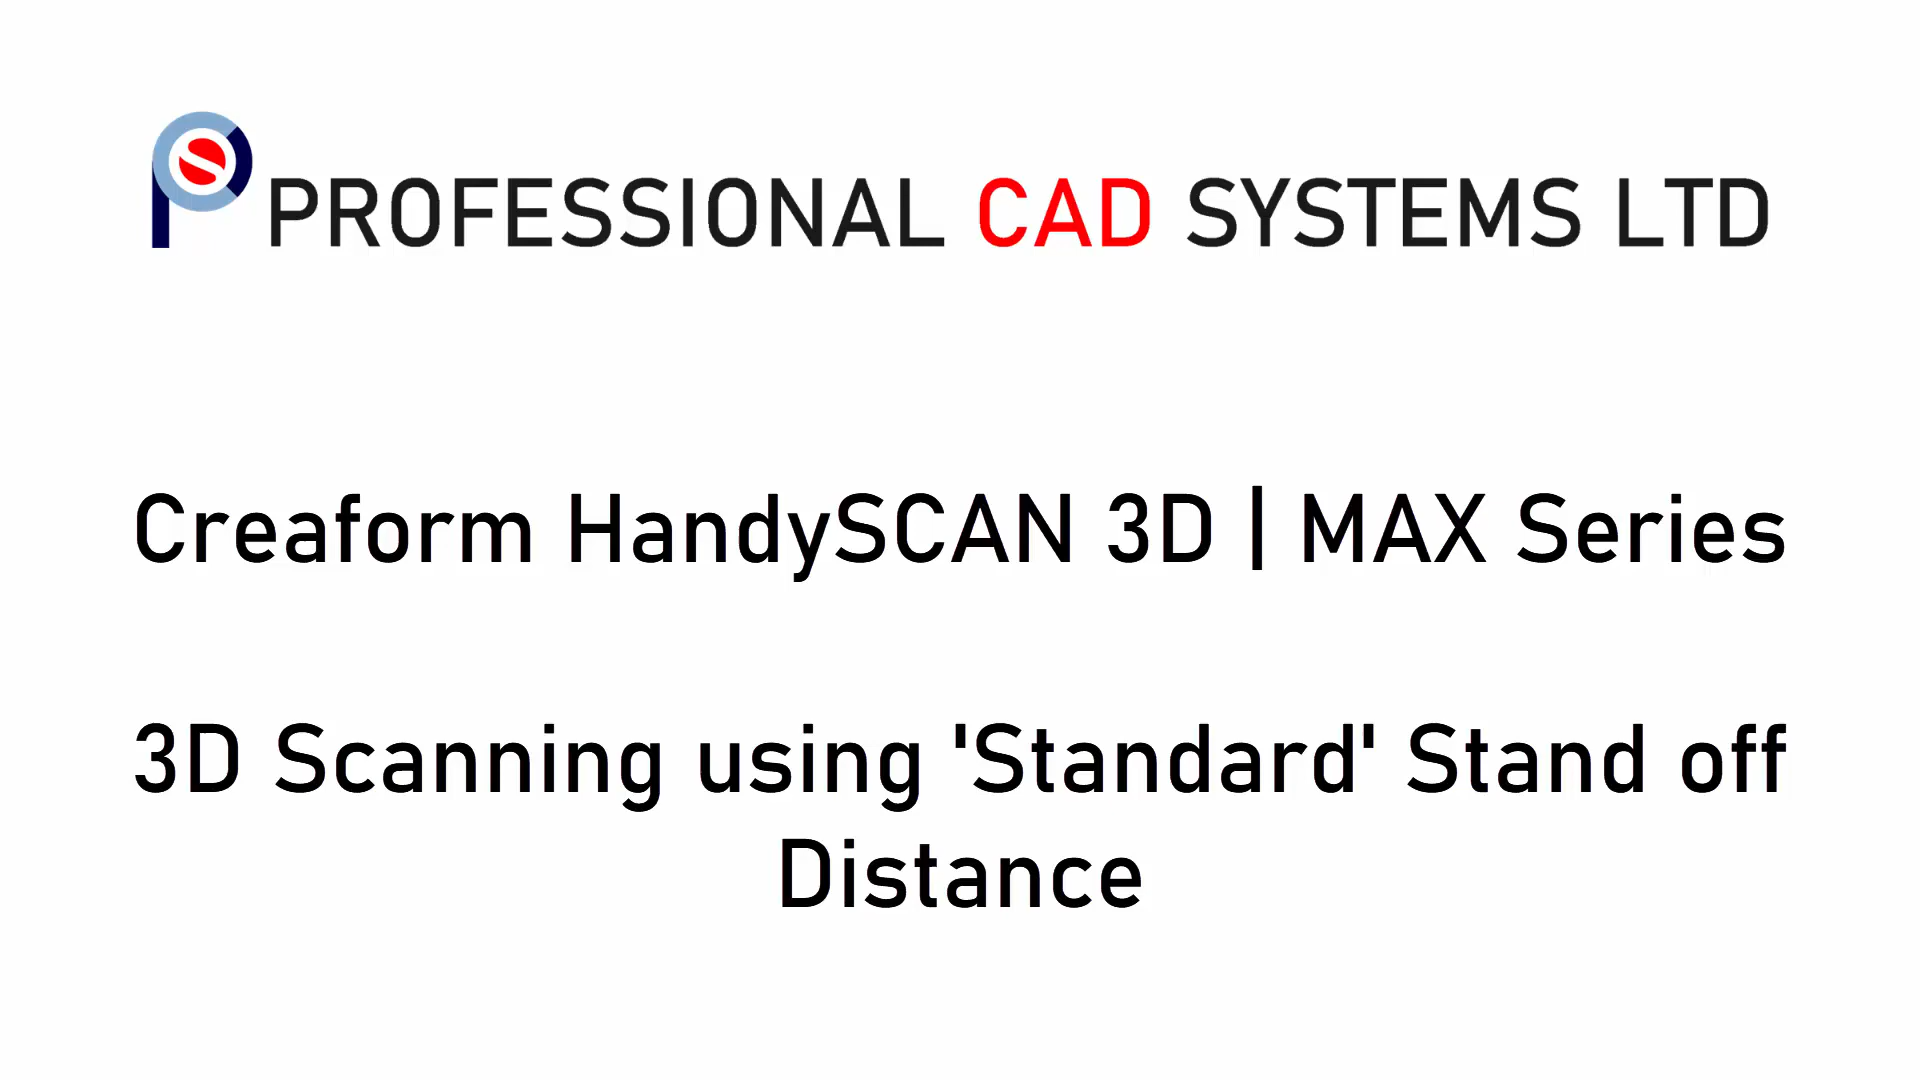 PROFESSIONAL CAD SYSTEMS LTD
Creaform HandySCAN 3D | MAX Series
3D Scanning using 'Standard' Stand off
Distance